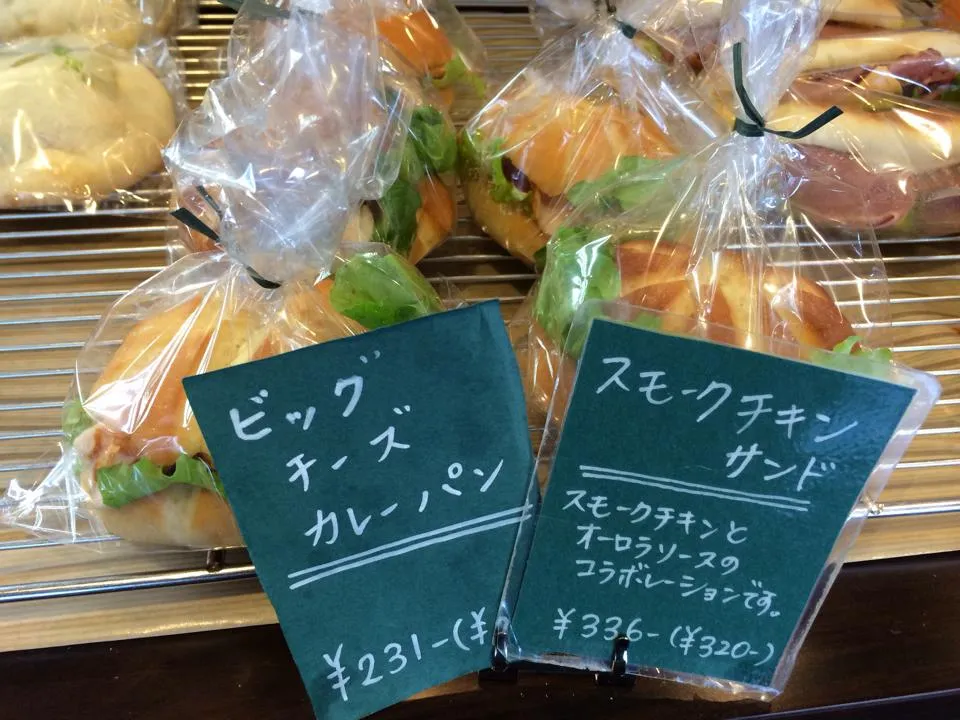 ビッグ
チーズ
カレーパン
¥231-(¥
スモークチキン
サンド
スモークチキンと
オーロラソースの
コラボレーションです。
¥336-(¥320-)